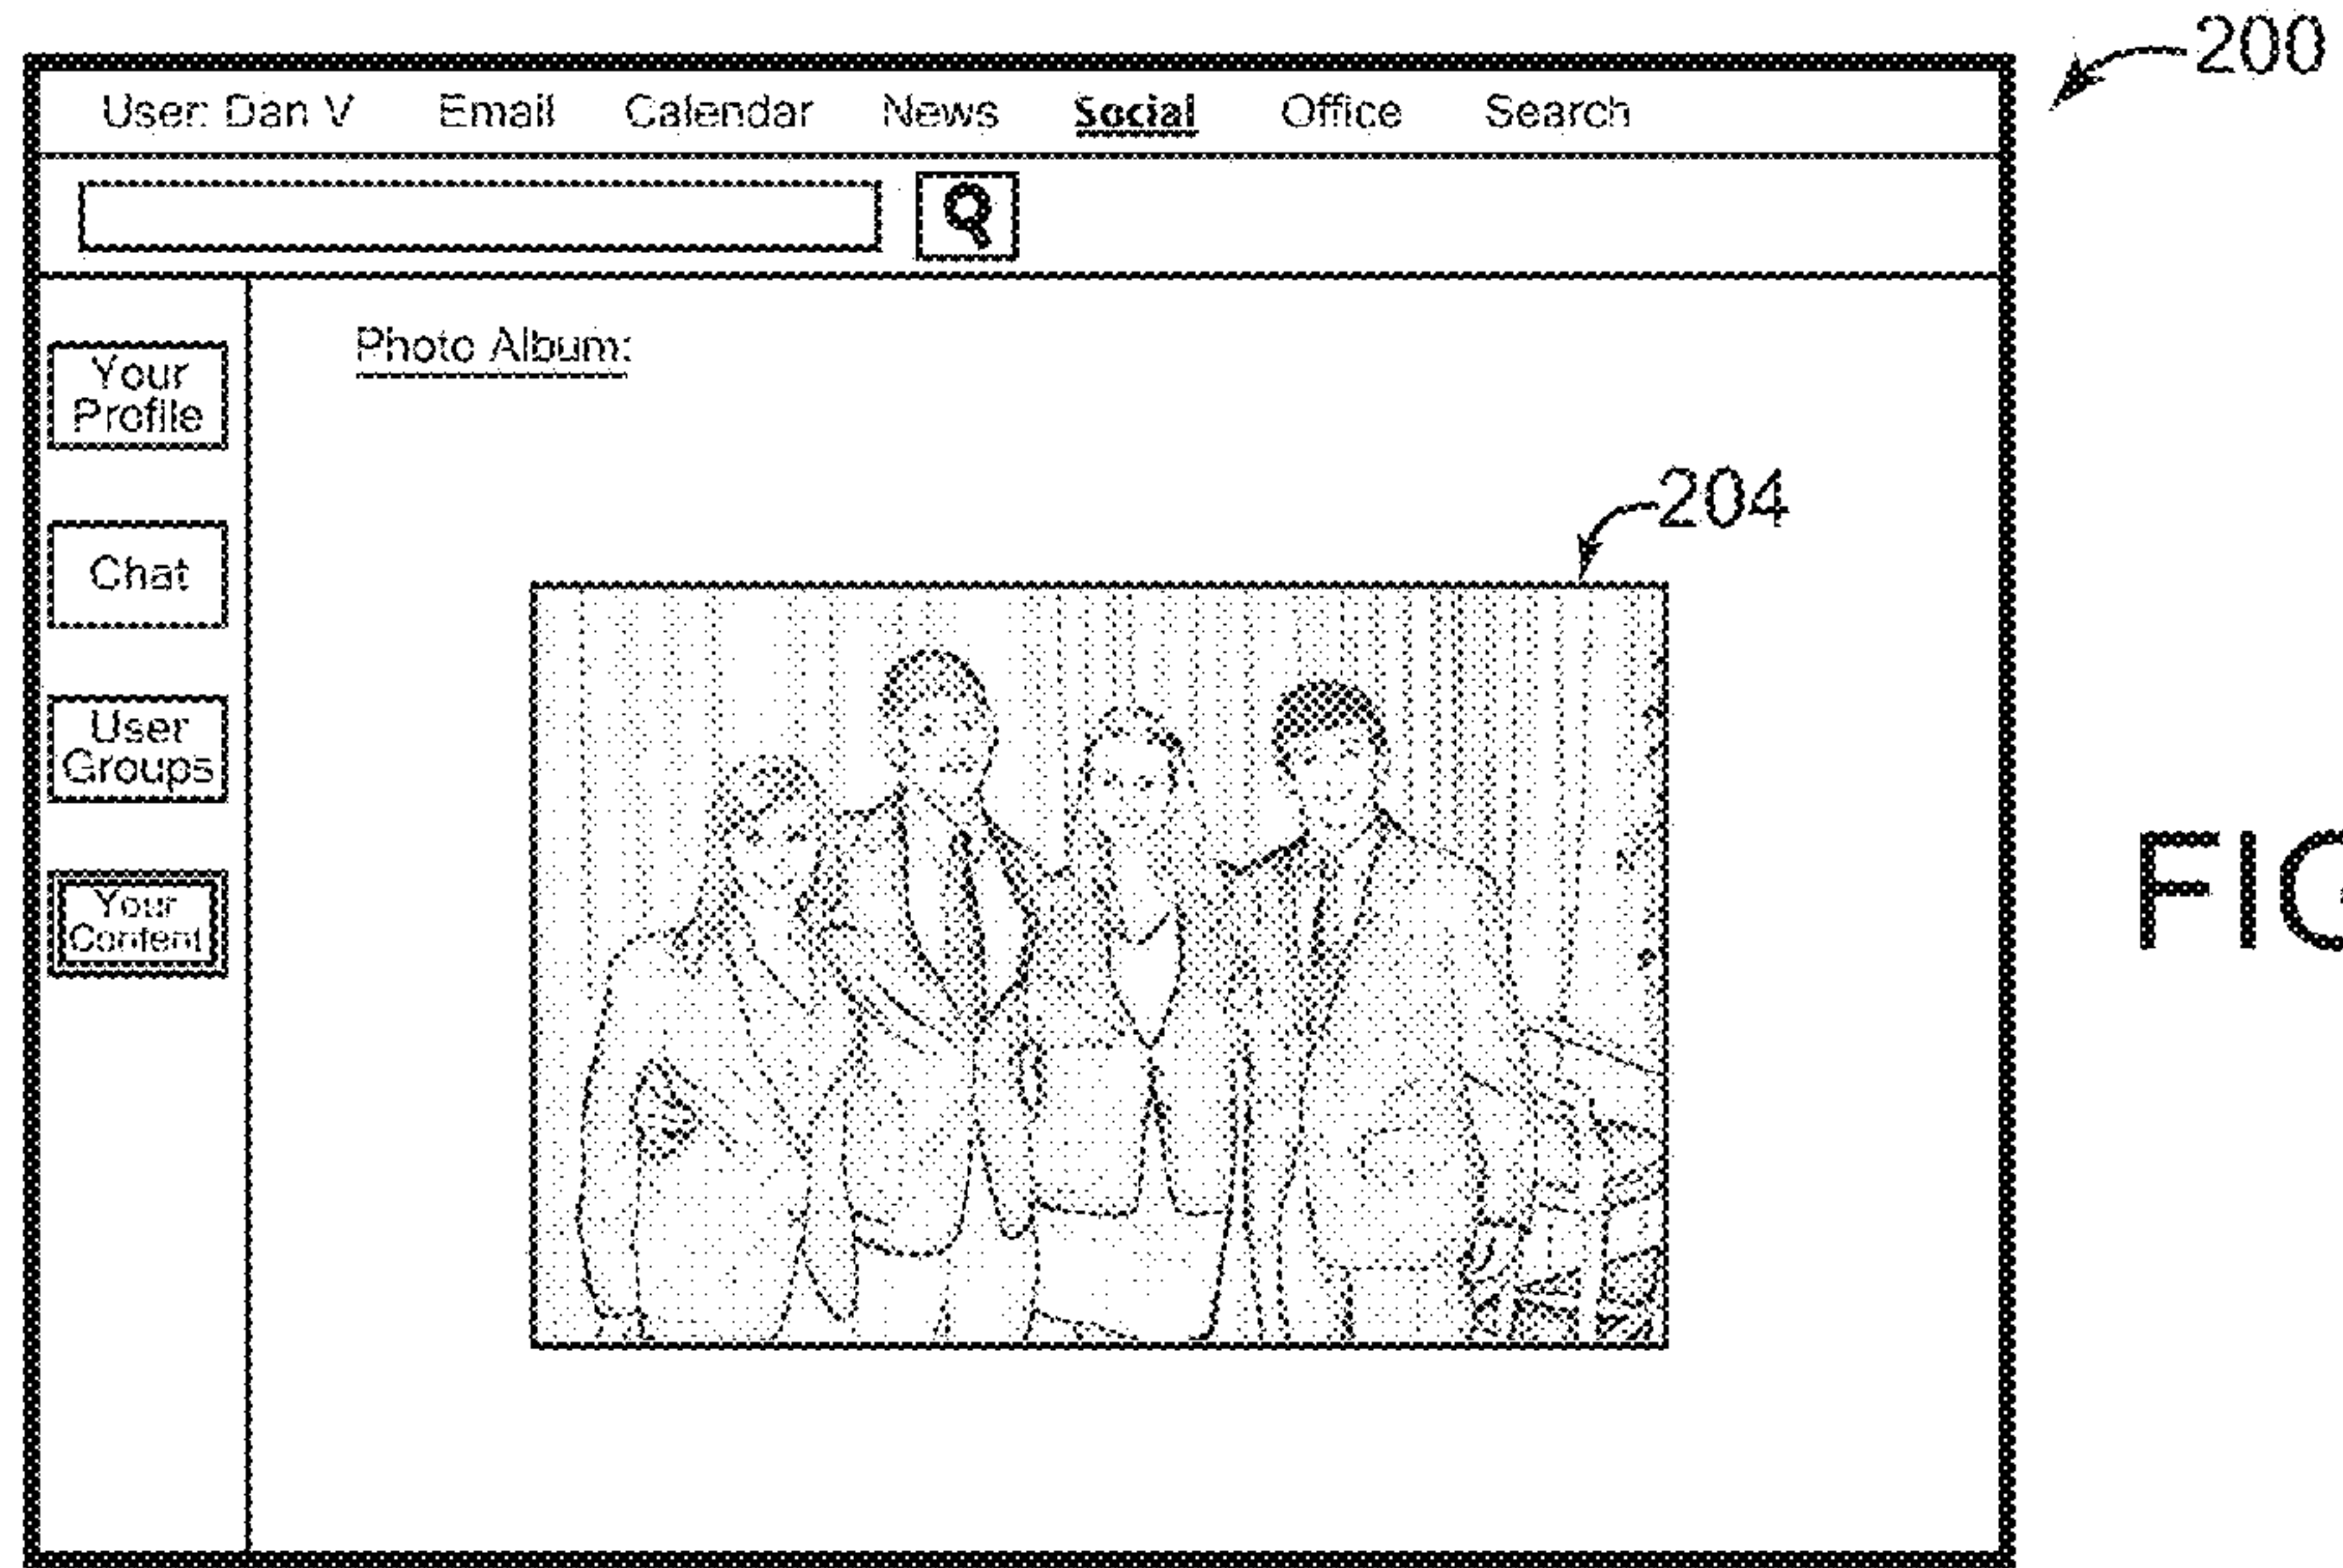 200
User: Dan V Email Calendar News Social Office Search
Photo Album:
Your
Profile
204
Chat
User
Groups
Your
Content
FIG